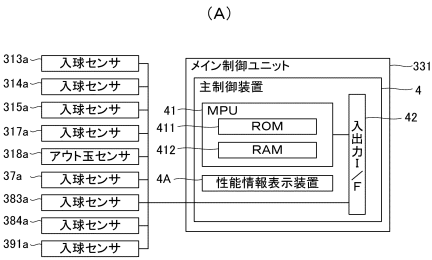 (A)
313a 入球センサ
314a 入球センサ
315a 入球センサ
317a 入球センサ
318a アウト玉センサ
37a 入球センサ
383a 入球センサ
384a 入球センサ
391a 入球センサ
メイン制御ユニット 331
主制御装置 4
41 MPU 42
411 ROM
412 RAM
4A 性能情報表示装置
入出力I/F